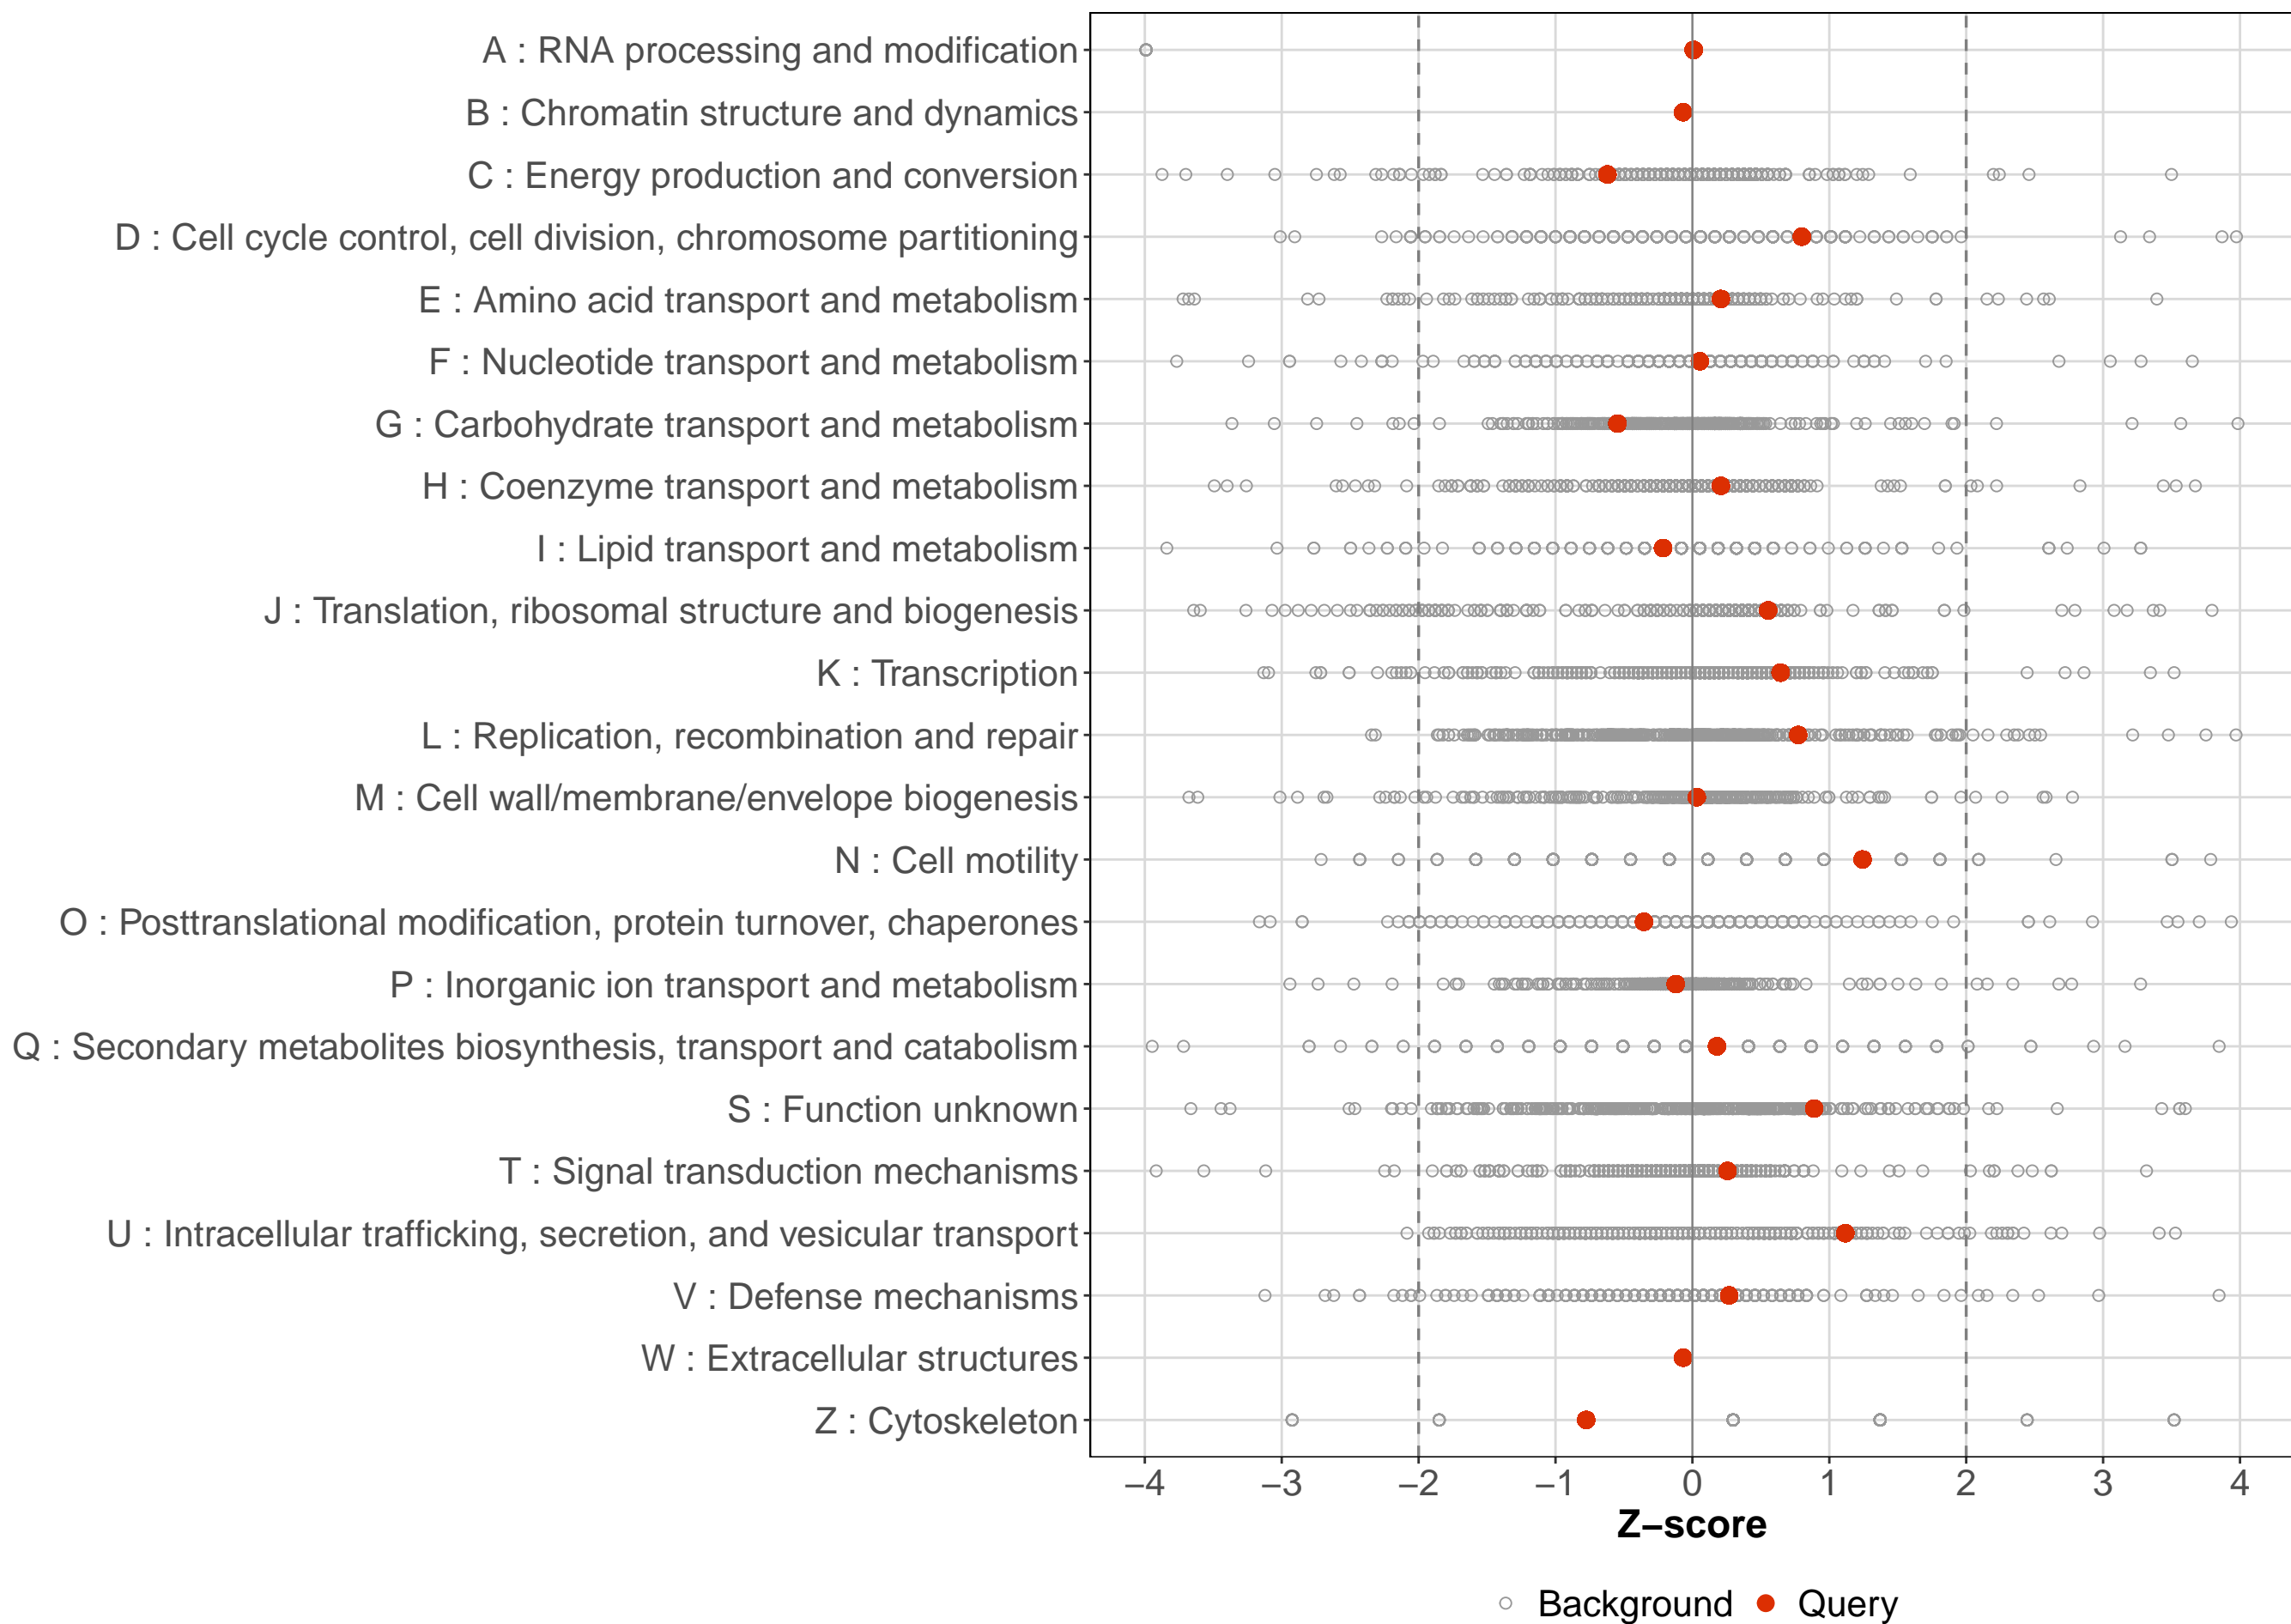 A : RNA processing and modification
B : Chromatin structure and dynamics
C : Energy production and conversion
D : Cell cycle control, cell division, chromosome partitioning
E : Amino acid transport and metabolism
F : Nucleotide transport and metabolism
G : Carbohydrate transport and metabolism
H : Coenzyme transport and metabolism
I : Lipid transport and metabolism
J : Translation, ribosomal structure and biogenesis
K : Transcription
L : Replication, recombination and repair
M : Cell wall/membrane/envelope biogenesis
N : Cell motility
O : Posttranslational modification, protein turnover, chaperones
P : Inorganic ion transport and metabolism
Q : Secondary metabolites biosynthesis, transport and catabolism
S : Function unknown
T : Signal transduction mechanisms
U : Intracellular trafficking, secretion, and vesicular transport
V : Defense mechanisms
W : Extracellular structures
Z : Cytoskeleton
−4 −3 −2 −1 0 1 2 3 4
Z−score
Background Query